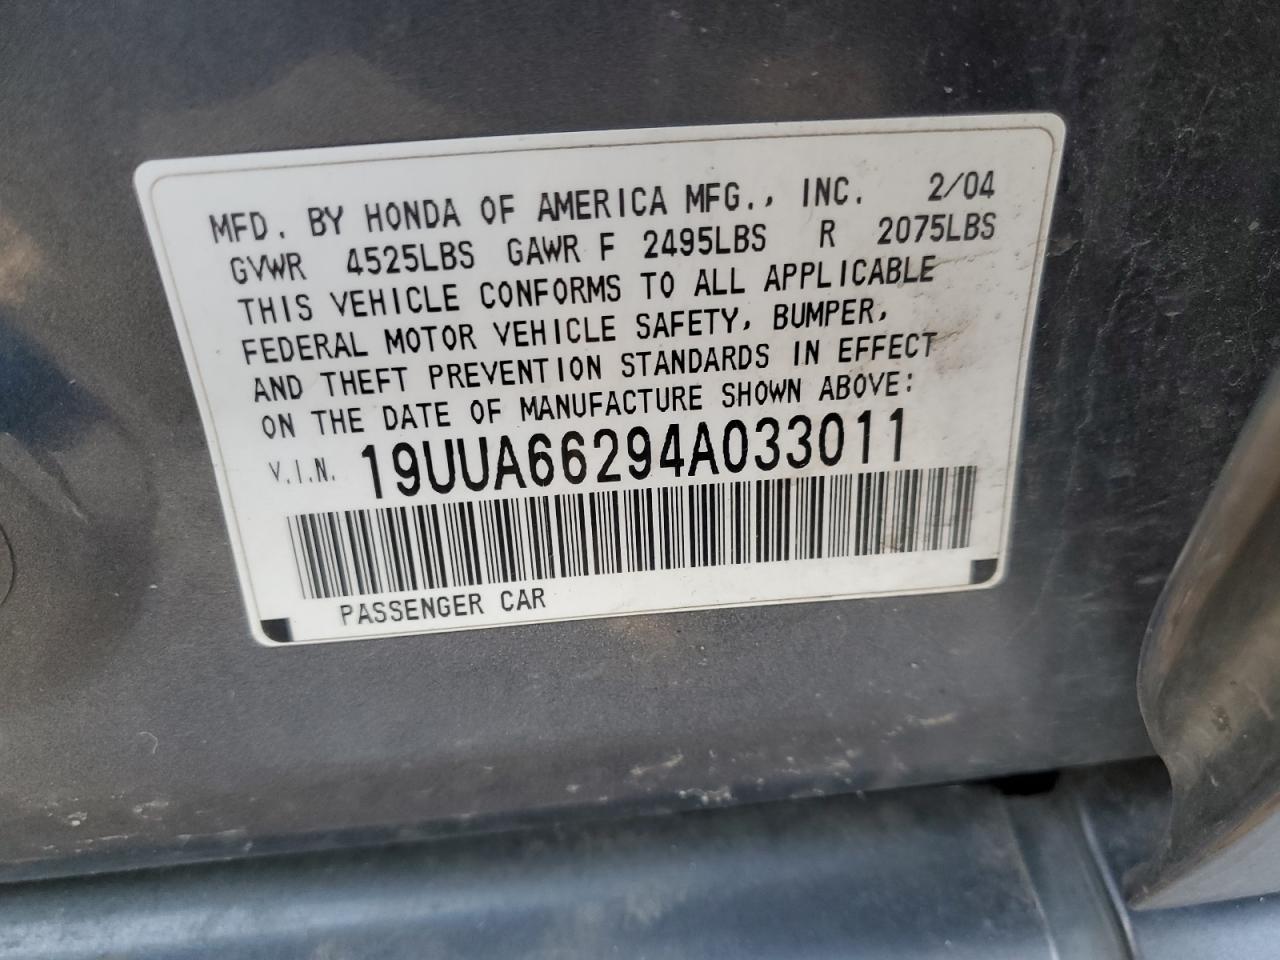 MFD. BY HONDA OF AMERICA MFG., INC. 2/04
GVWR 4525LBS GAWR F 2495LBS R 2075LBS
THIS VEHICLE CONFORMS TO ALL APPLICABLE
FEDERAL MOTOR VEHICLE SAFETY, BUMPER,
AND THEFT PREVENTION STANDARDS IN EFFECT
ON THE DATE OF MANUFACTURE SHOWN ABOVE:
V.I.N. 19UUA66294A033011
PASSENGER CAR